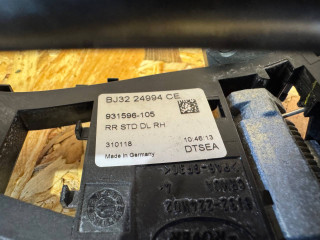 BJ32 24994 CE
931596-105
RR STD DL RH
310118
10:46:13
Made in Germany
DTSEA